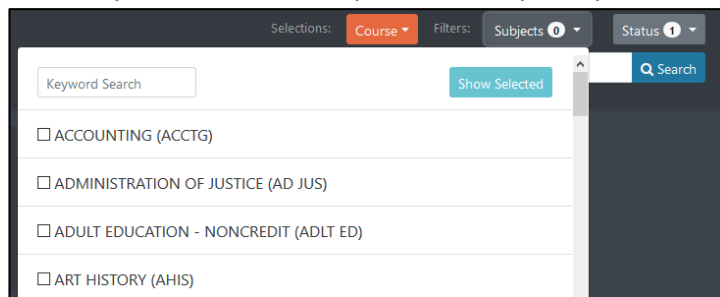 Selections: Course Filters: Subjects 0 Status 1
Keyword Search Show Selected Search
ACCOUNTING (ACCTG)
ADMINISTRATION OF JUSTICE (AD JUS)
ADULT EDUCATION - NONCREDIT (ADLT ED)
ART HISTORY (AHIS)